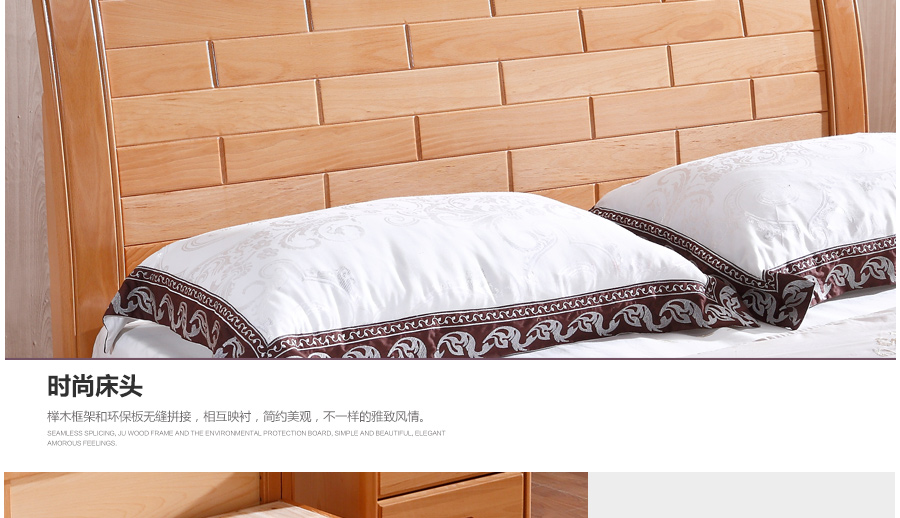 时尚床头
榉木框架和环保板无缝拼接，相互映衬，简约美观，不一样的雅致风情。
SEAMLESS SPLICING, JU WOOD FRAME AND THE ENVIRONMENTAL PROTECTION BOARD, SIMPLE AND BEAUTIFUL, ELEGANT
AMOROUS FEELINGS.